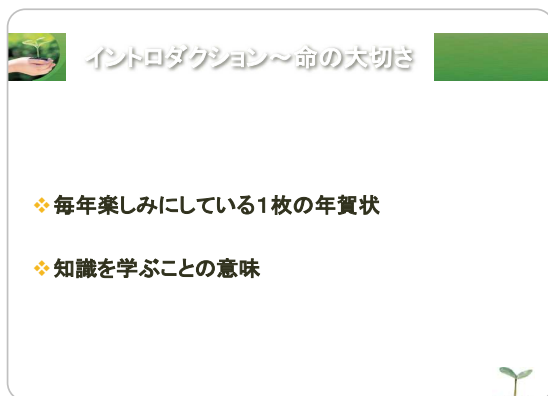 イントロダクション～命の大切さ
毎年楽しみにしている1枚の年賀状
知識を学ぶことの意味